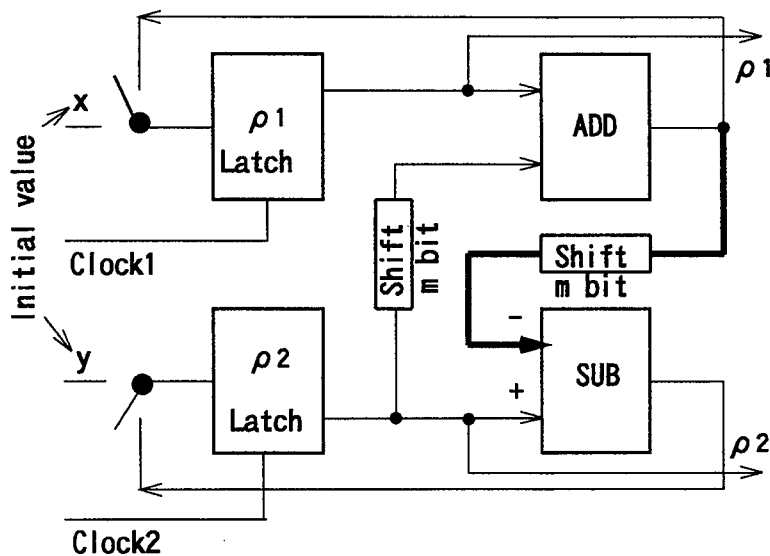 ρ1
x
ρ1
Latch
ADD
Clock1
Initial value
Shift
m bit
Shift
m bit
-
y
ρ2
Latch
+
SUB
ρ2
Clock2